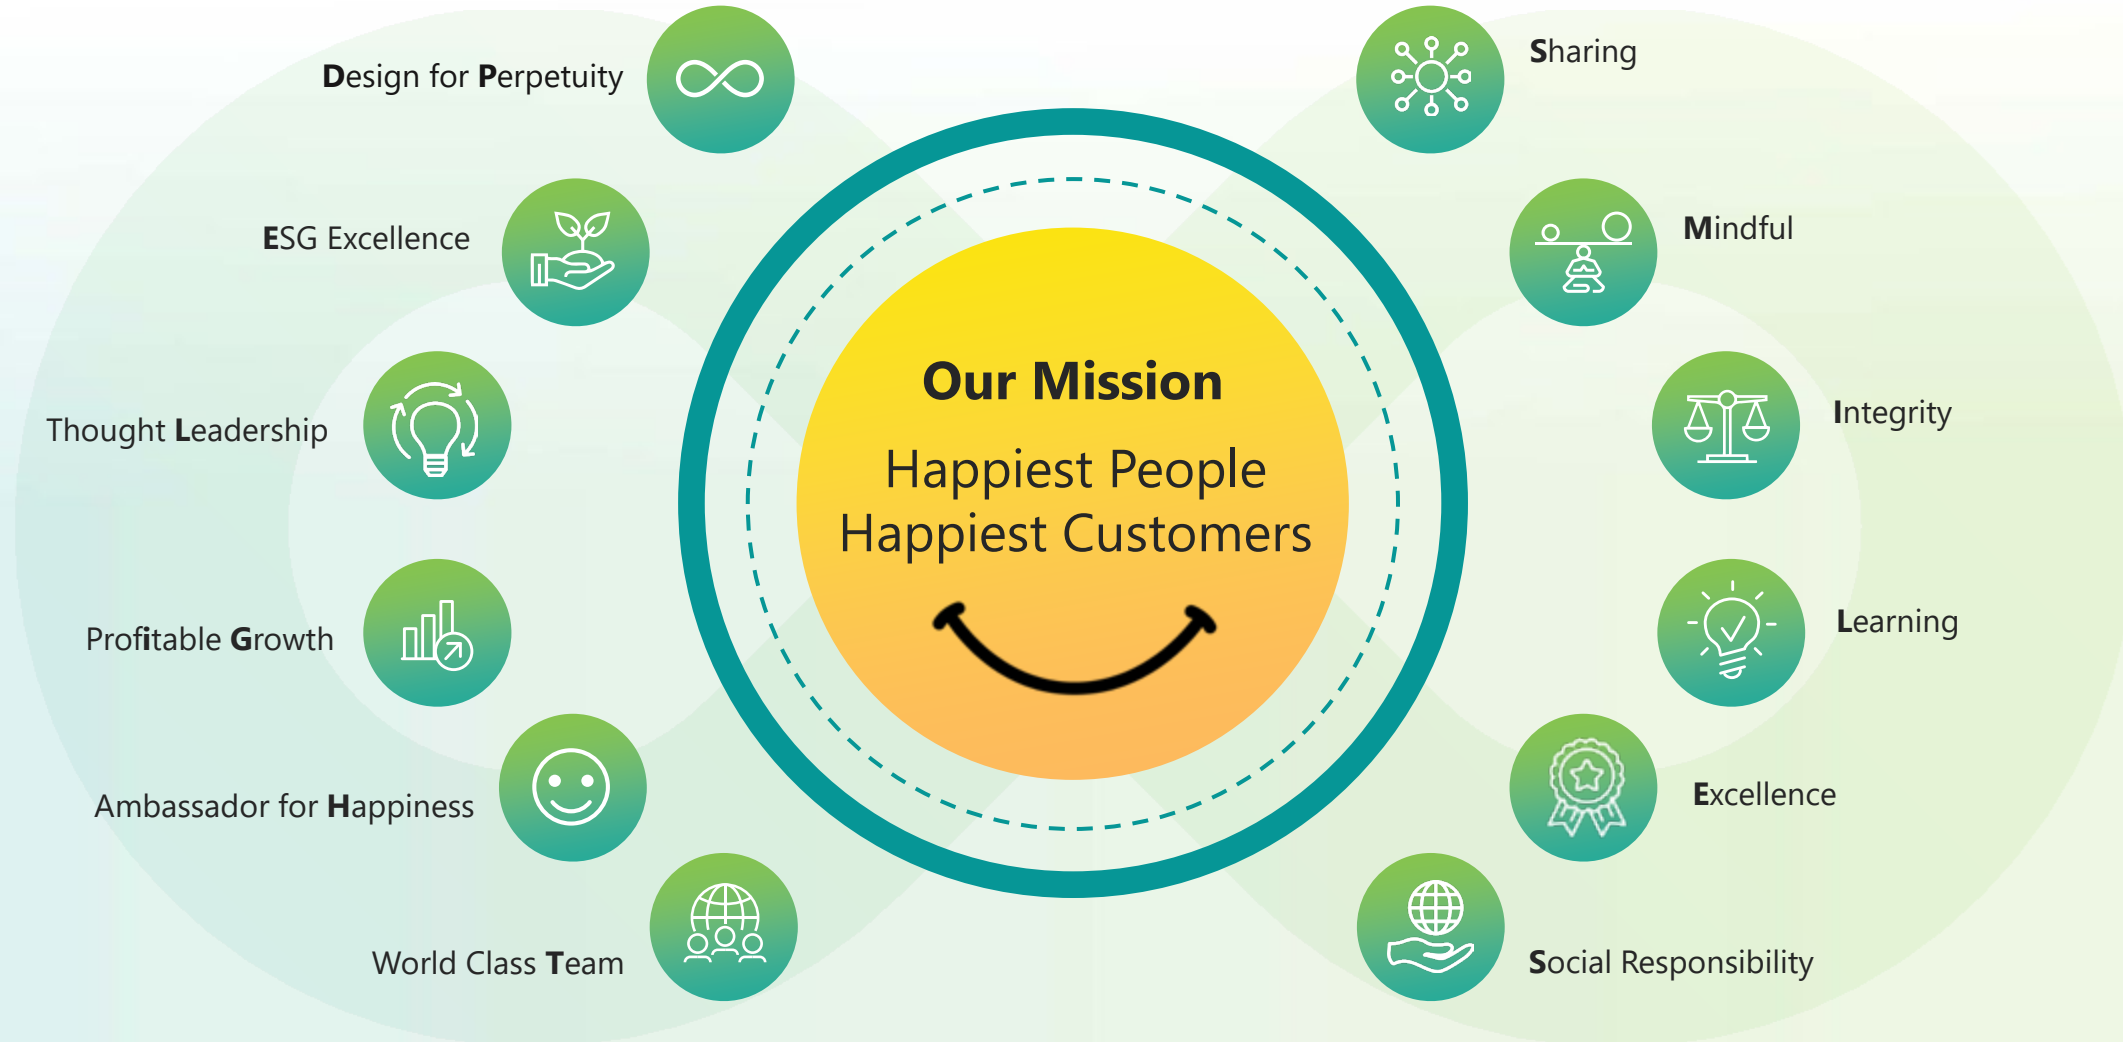 Design for Perpetuity
ESG Excellence
Thought Leadership
Profitable Growth
Ambassador for Happiness
World Class Team
Our Mission
Happiest People
Happiest Customers
Sharing
Mindful
Integrity
Learning
Excellence
Social Responsibility